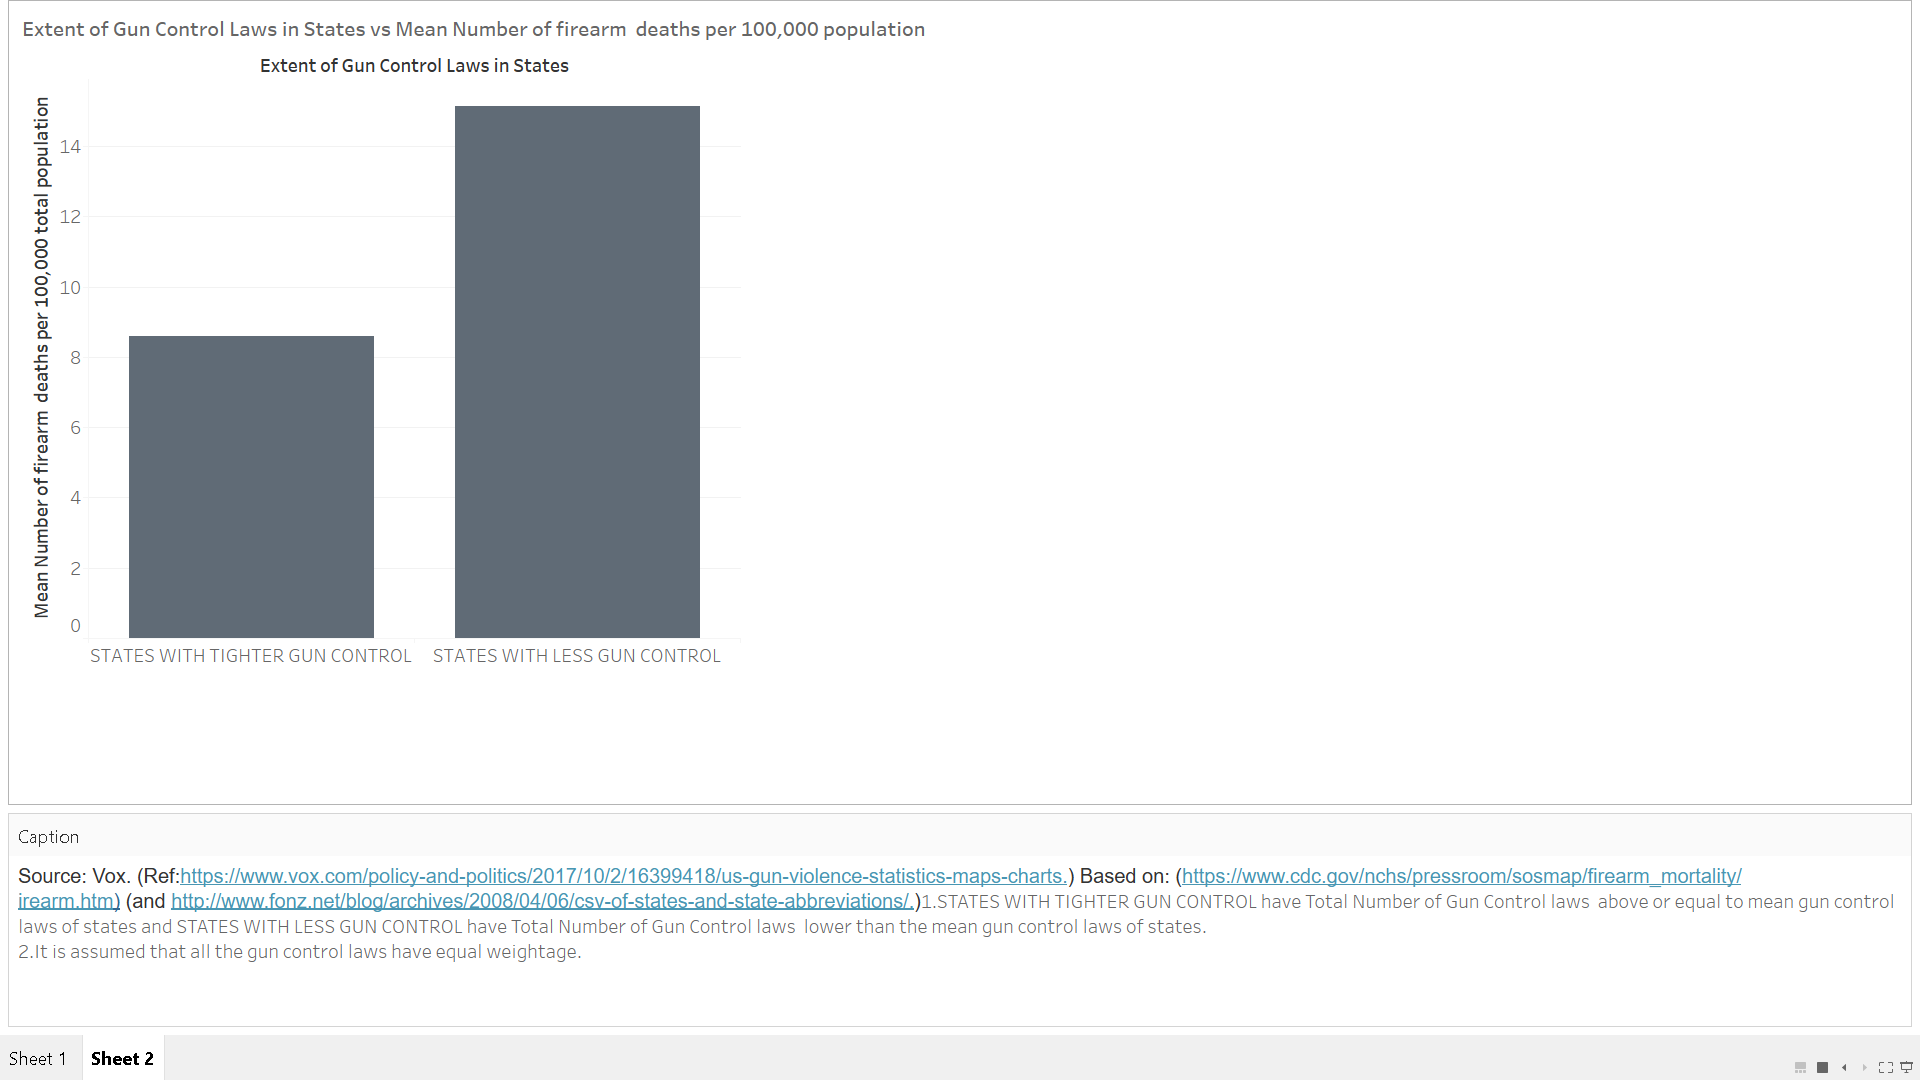 Extent of Gun Control Laws in States vs Mean Number of firearm  deaths per 100,000 population
Extent of Gun Control Laws in States
Mean Number of firearm  deaths per 100,000 total population
14
12
10
8
6
4
2
0
STATES WITH TIGHTER GUN CONTROL
STATES WITH LESS GUN CONTROL
Caption
Source: Vox. (Ref:https://www.vox.com/policy-and-politics/2017/10/2/16399418/us-gun-violence-statistics-maps-charts.) Based on: (https://www.cdc.gov/nchs/pressroom/sosmap/firearm_mortality/
irearm.htm) (and http://www.fonz.net/blog/archives/2008/04/06/csv-of-states-and-state-abbreviations/.)1.STATES WITH TIGHTER GUN CONTROL have Total Number of Gun Control laws  above or equal to mean gun control
laws of states and STATES WITH LESS GUN CONTROL have Total Number of Gun Control laws  lower than the mean gun control laws of states.
2.It is assumed that all the gun control laws have equal weightage.
Sheet 1
Sheet 2